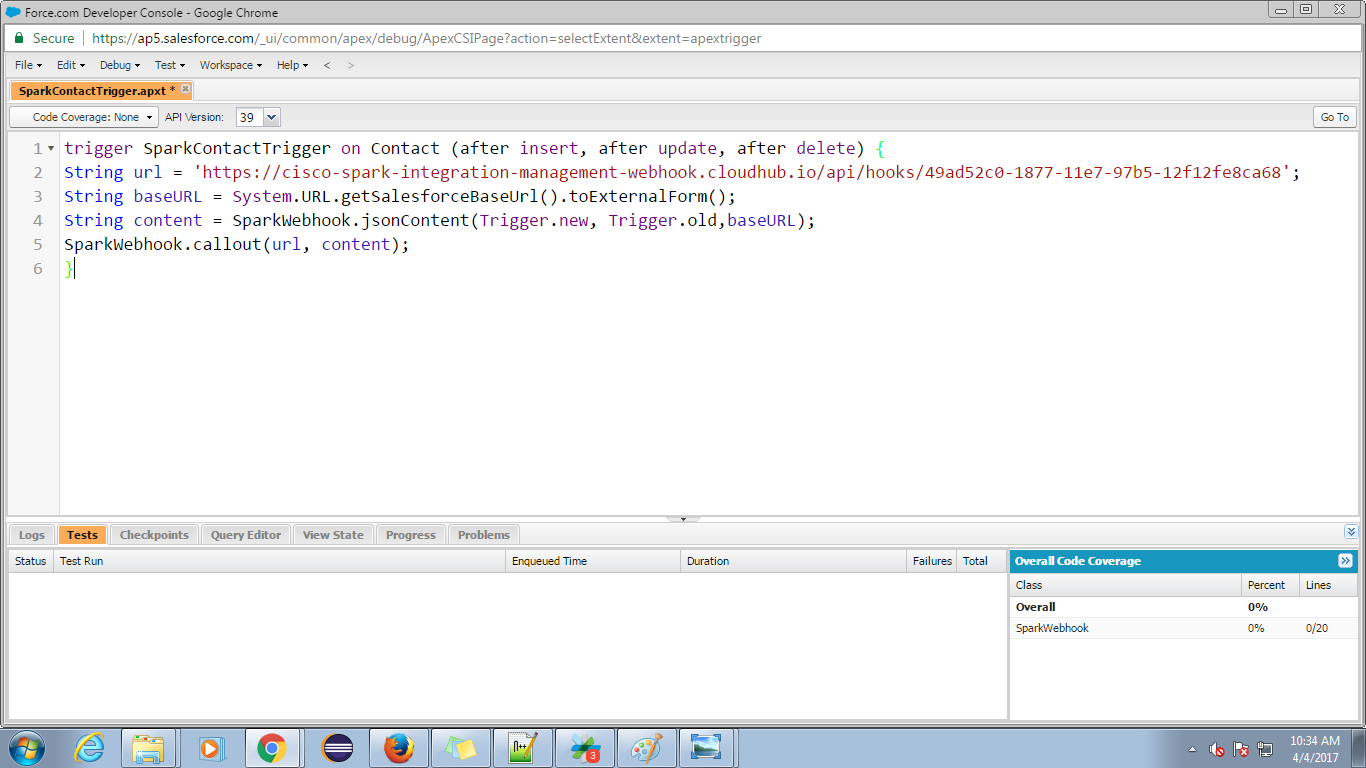 Force.com Developer Console - Google Chrome
Secure https://ap5.salesforce.com/_ui/common/apex/debug/ApexCSIPage?action=selectExtent&extent=apextrigger
File Edit Debug Test Workspace Help < >
SparkContactTrigger.apxt *
Code Coverage: None API Version: 39 Go To
1 trigger SparkContactTrigger on Contact (after insert, after update, after delete) {
2 String url = 'https://cisco-spark-integration-management-webhook.cloudhub.io/api/hooks/49ad52c0-1877-11e7-97b5-12f12fe8ca68';
3 String baseURL = System.URL.getSalesforceBaseUrl().toExternalForm();
4 String content = SparkWebhook.jsonContent(Trigger.new, Trigger.old,baseURL);
5 SparkWebhook.callout(url, content);
6 }
Logs Tests Checkpoints Query Editor View State Progress Problems
Status Test Run Enqueued Time Duration Failures Total
Overall Code Coverage
Class Percent Lines
Overall 0%
SparkWebhook 0% 0/20
3
10:34 AM
4/4/2017